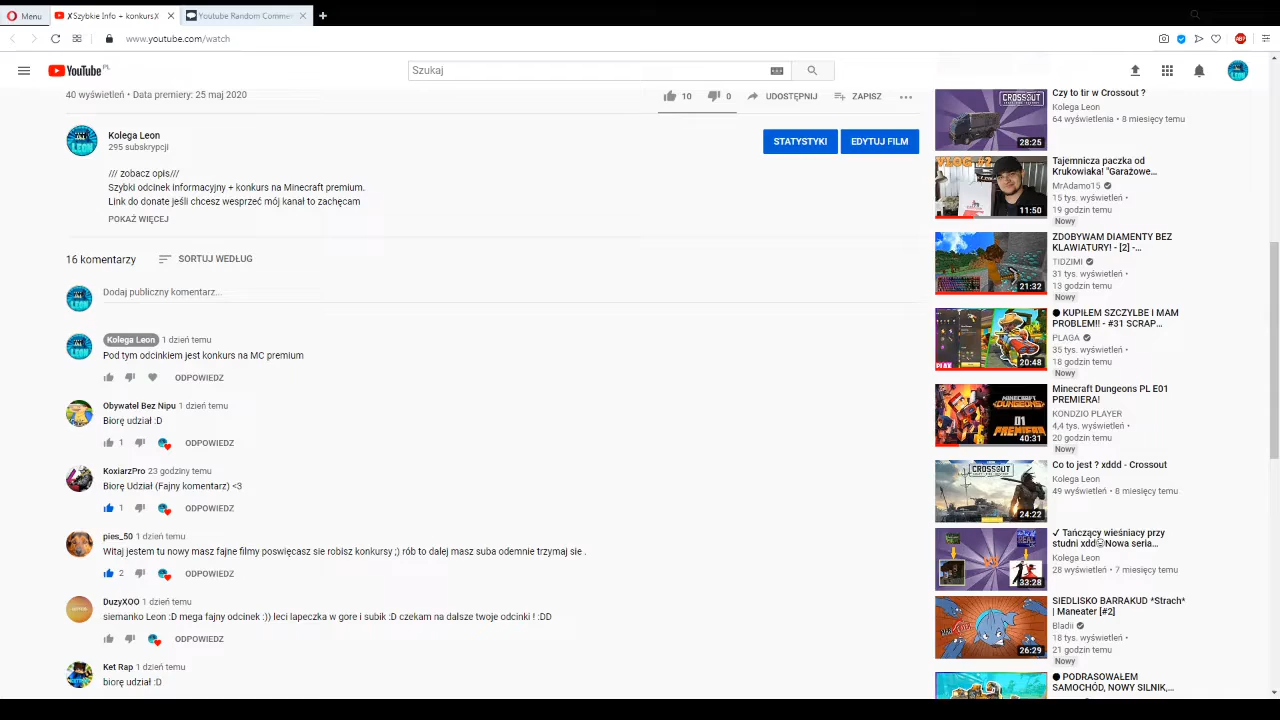 Menu
X Szybkie Info + konkursX
Youtube Random Commen
www.youtube.com/watch
YouTube PL
Szukaj
40 wyświetleń • Data premiery: 25 maj 2020
10
0
UDOSTĘPNIJ
ZAPISZ
Kolega Leon
295 subskrypcji
STATYSTYKI
EDYTUJ FILM
/// zobacz opis///
Szybki odcinek informacyjny + konkurs na Minecraft premium.
Link do donate jeśli chcesz wesprzeć mój kanał to zachęcam
POKAŻ WIĘCEJ
16 komentarzy
SORTUJ WEDŁUG
Dodaj publiczny komentarz...
Kolega Leon 1 dzień temu
Pod tym odcinkiem jest konkurs na MC premium
ODPOWIEDZ
Obywatel Bez Nipu 1 dzień temu
Biorę udział :D
1
ODPOWIEDZ
KoxiarzPro 23 godziny temu
Biorę Udział (Fajny komentarz) <3
1
ODPOWIEDZ
pies_50 1 dzień temu
Witaj jestem tu nowy masz fajne filmy poswięcasz sie robisz konkursy ;) rób to dalej masz suba odemnie trzymaj sie .
2
ODPOWIEDZ
DuzyXOO 1 dzień temu
siemanko Leon :D mega fajny odcinek :)) leci lapeczka w gore i subik :D czekam na dalsze twoje odcinki ! :DD
ODPOWIEDZ
Ket Rap 1 dzień temu
biorę udział :D
CROSSOUT
28:25
Czy to tir w Crossout ?
Kolega Leon
64 wyświetlenia • 8 miesięcy temu
VLOG #2
11:50
Tajemnicza paczka od
Krukowiaka! "Garażowe...
MrAdamo15
15 tys. wyświetleń •
19 godzin temu
Nowy
21:32
ZDOBYWAM DIAMENTY BEZ
KLAWIATURY! - [2] -...
TIDZIMI
31 tys. wyświetleń •
13 godzin temu
Nowy
20:48
● KUPIŁEM SZCZYLBE I MAM
PROBLEM!! - #31 SCRAP...
PLAGA
35 tys. wyświetleń •
18 godzin temu
Nowy
MINECRAFT
DUNGEONS
01
PREMIERA
40:31
Minecraft Dungeons PL E01
PREMIERA!
KONDZIO PLAYER
4,4 tys. wyświetleń •
20 godzin temu
Nowy
CROSSOUT
24:22
Co to jest ? xddd - Crossout
Kolega Leon
49 wyświetleń • 8 miesięcy temu
33:28
✓ Tańczący wieśniacy przy
studni xdd Nowa seria...
Kolega Leon
28 wyświetleń • 7 miesięcy temu
26:29
SIEDLISKO BARRAKUD *Strach*
| Maneater [#2]
Bladii
18 tys. wyświetleń •
21 godzin temu
Nowy
● PODRASOWAŁEM
SAMOCHÓD, NOWY SILNIK,...